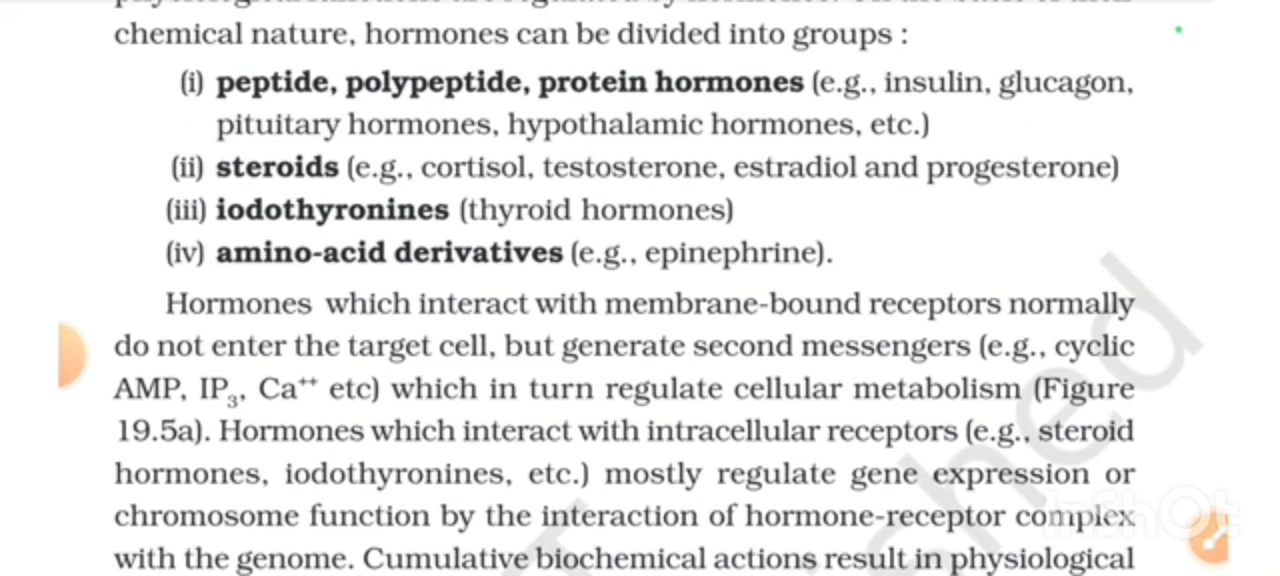 chemical nature, hormones can be divided into groups :
(i) peptide, polypeptide, protein hormones (e.g., insulin, glucagon,
pituitary hormones, hypothalamic hormones, etc.)
(ii) steroids (e.g., cortisol, testosterone, estradiol and progesterone)
(iii) iodothyronines (thyroid hormones)
(iv) amino-acid derivatives (e.g., epinephrine).
Hormones which interact with membrane-bound receptors normally
do not enter the target cell, but generate second messengers (e.g., cyclic
AMP, IP₃, Ca⁺⁺ etc) which in turn regulate cellular metabolism (Figure
19.5a). Hormones which interact with intracellular receptors (e.g., steroid
hormones, iodothyronines, etc.) mostly regulate gene expression or
chromosome function by the interaction of hormone-receptor complex
with the genome. Cumulative biochemical actions result in physiological
InShOt